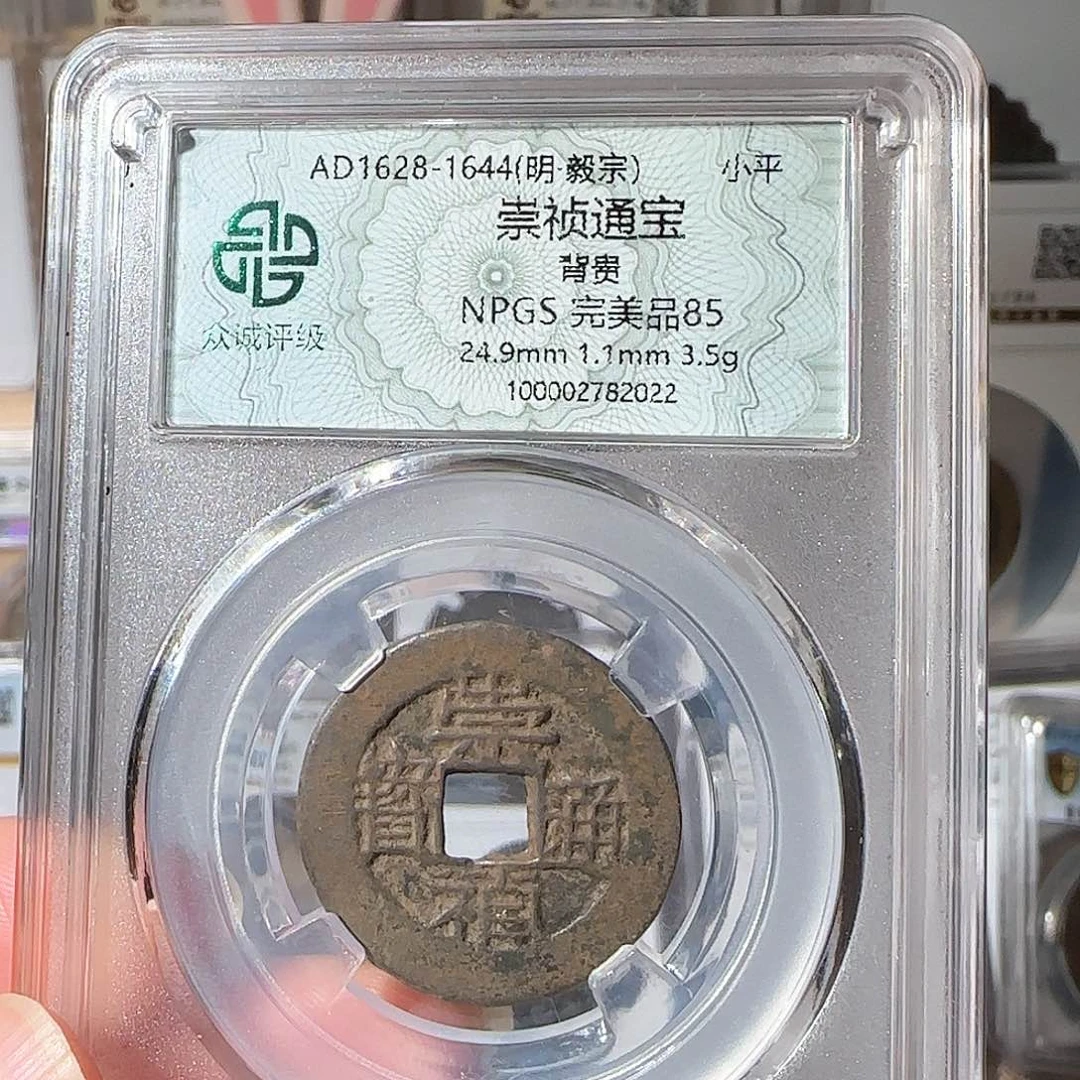 AD1628-1644(明·毅宗) 小平
崇祯通宝
背贵
NPGS 完美品85
24.9mm 1.1mm 3.5g
100002782022
众诚评级
崇
寳 通
禎